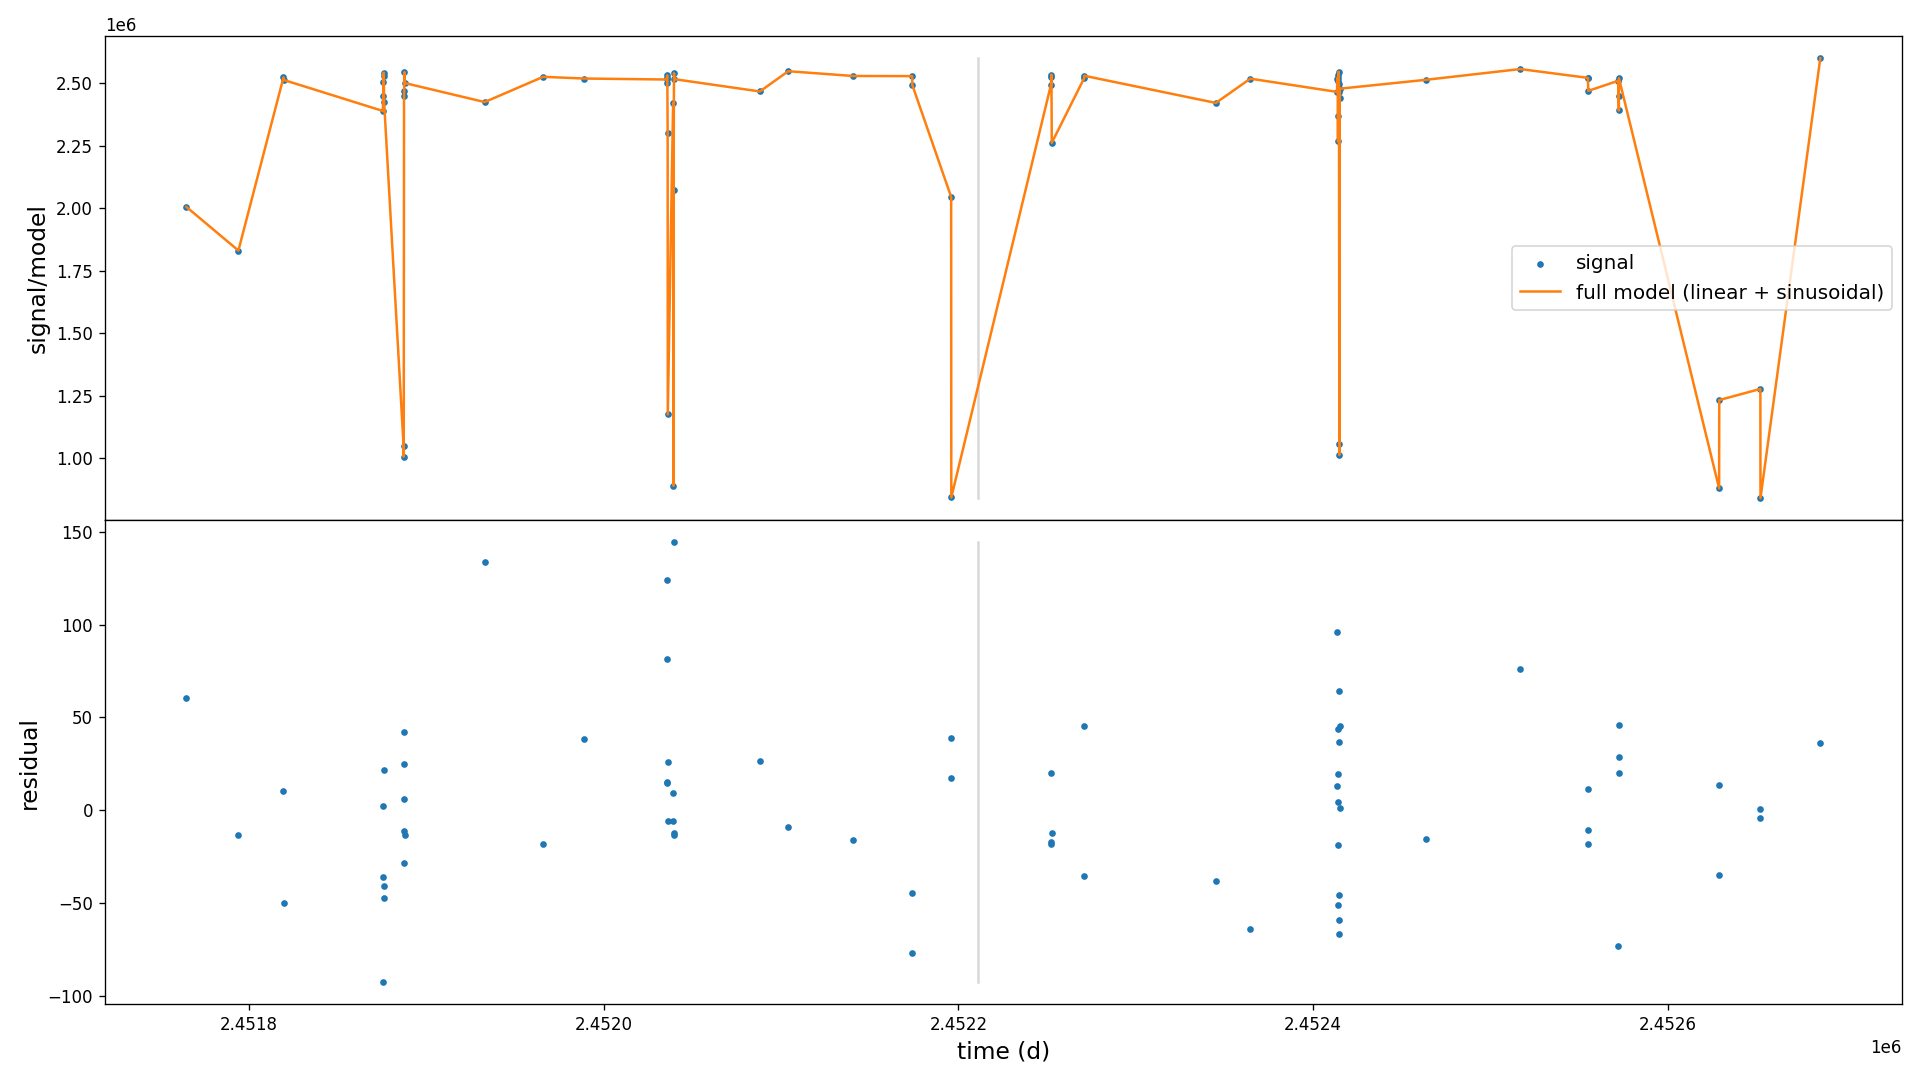 1e6
2.50
2.25
2.00
1.75
1.50
1.25
1.00
signal/model
signal
full model (linear + sinusoidal)
150
100
50
0
−50
−100
residual
2.4518
2.4520
2.4522
2.4524
2.4526
1e6
time (d)